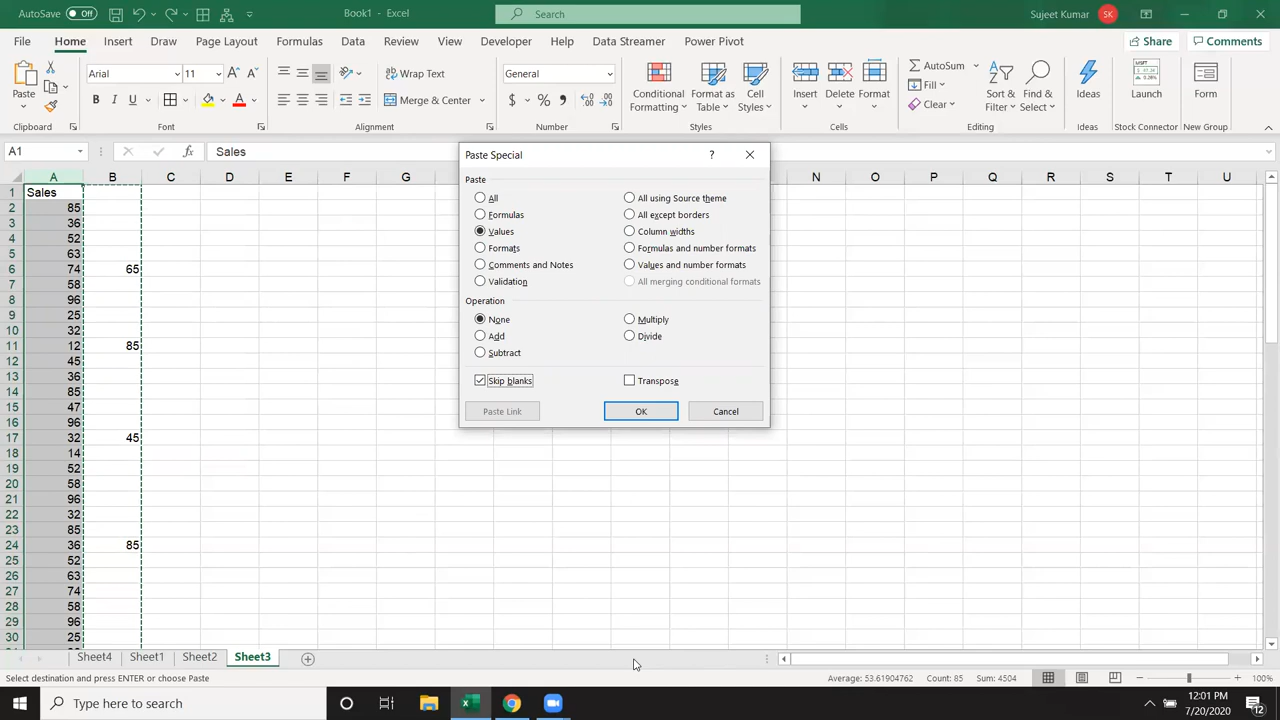 AutoSave Off Book1 - Excel Search Sujeet Kumar SK
File Home Insert Draw Page Layout Formulas Data Review View Developer Help Data Streamer Power Pivot Share Comments
Paste Arial 11 A A Wrap Text General Conditional Formatting Format as Table Cell Styles Insert Delete Format AutoSum Fill Clear Sort & Filter Find & Select Ideas MSFT Launch Form
B I U A Merge & Center $ % ,
Clipboard Font Alignment Number Styles Cells Editing Ideas Stock Connector New Group
A1 fx Sales
Paste Special ?
Paste
All All using Source theme
Formulas All except borders
Values Column widths
Formats Formulas and number formats
Comments and Notes Values and number formats
Validation All merging conditional formats
Operation
None Multiply
Add Divide
Subtract
Skip blanks Transpose
Paste Link OK Cancel
A B C D E F G N O P Q R S T U
1 Sales
2 85
3 36
4 52
5 63
6 74 65
7 58
8 96
9 25
10 32
11 12 85
12 45
13 36
14 85
15 47
16 96
17 32 45
18 14
19 52
20 58
21 96
22 32
23 85
24 36 85
25 52
26 63
27 74
28 58
29 96
30 25
Sheet4 Sheet1 Sheet2 Sheet3
Select destination and press ENTER or choose Paste Average: 53.61904762 Count: 85 Sum: 4504 100%
Type here to search 12:01 PM
7/20/2020 12